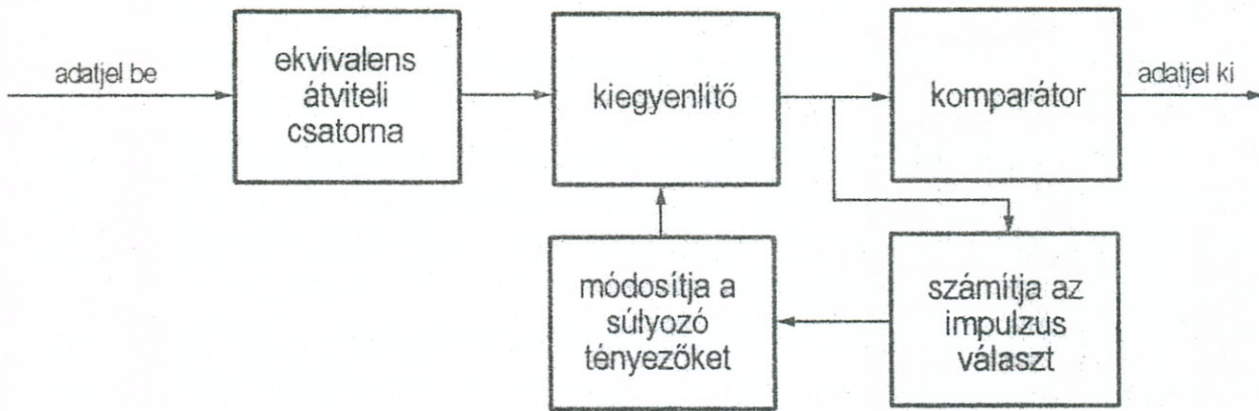 adatjel be
ekvivalens
átviteli
csatorna
kiegyenlítő
komparátor
adatjel ki
módosítja a
súlyozó
tényezőket
számítja az
impulzus
választ